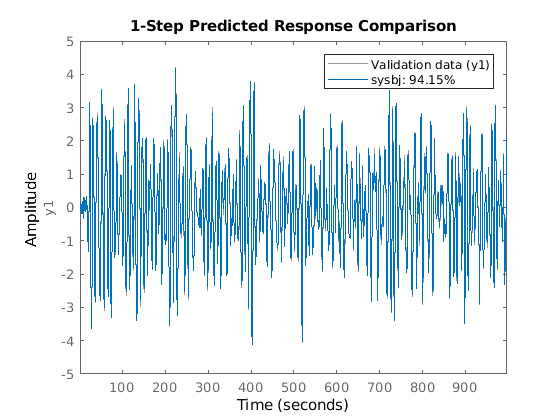 1-Step Predicted Response Comparison
Validation data (y1)
sysbj: 94.15%
5
4
3
2
1
0
-1
-2
-3
-4
-5
Amplitude
y1
100 200 300 400 500 600 700 800 900
Time (seconds)